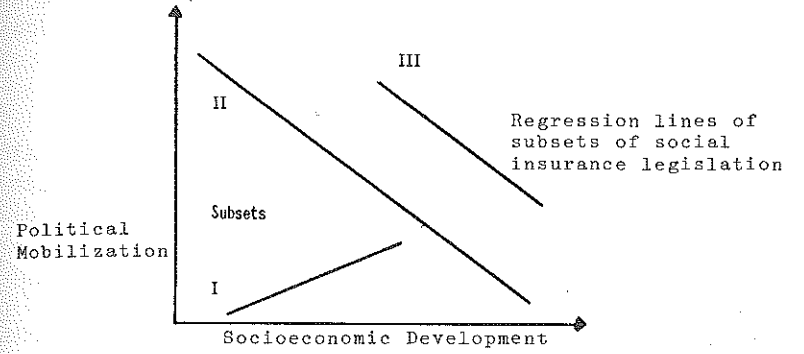 III
II
Regression lines of
subsets of social
insurance legislation
Subsets
Political
Mobilization
I
Socioeconomic Development